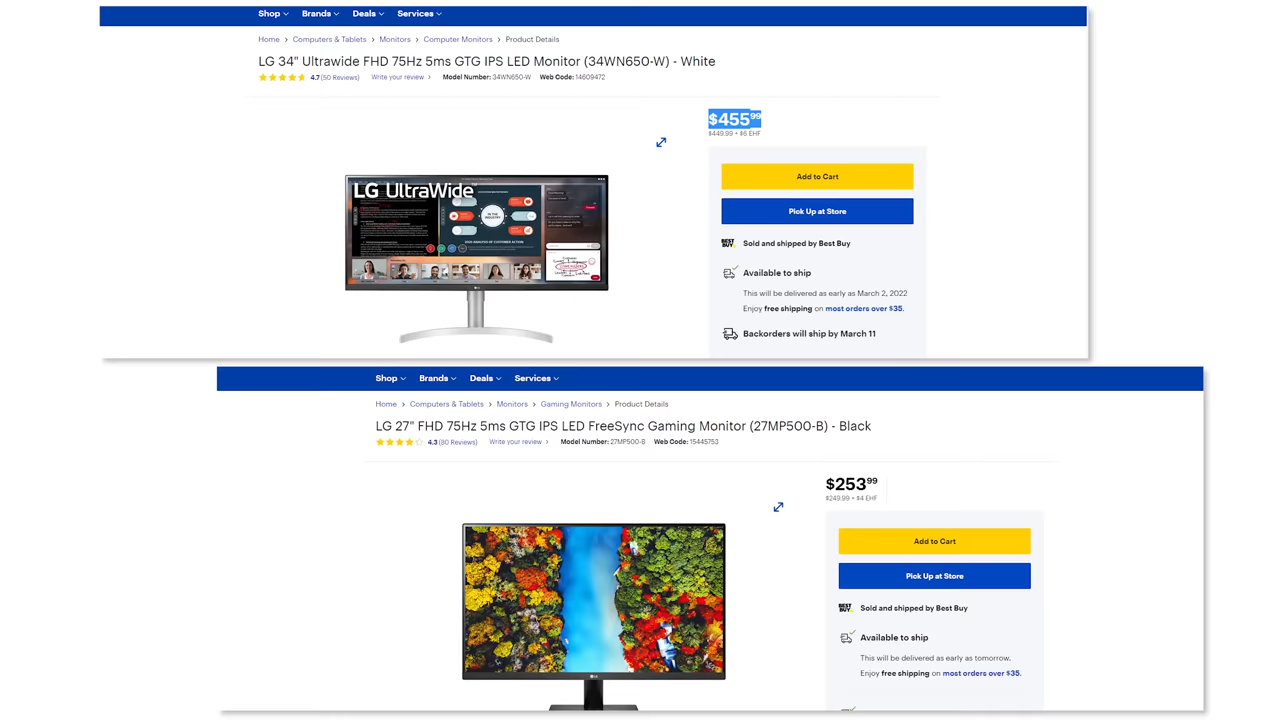 Shop Brands Deals Services
Home > Computers & Tablets > Monitors > Computer Monitors > Product Details
LG 34" Ultrawide FHD 75Hz 5ms GTG IPS LED Monitor (34WN650-W) - White
4.7 (50 Reviews) Write your review > Model Number: 34WN650-W Web Code: 14609472
$455.99
$449.99 + $6 EHF
LG UltraWide™
Add to Cart
Pick Up at Store
BEST BUY Sold and shipped by Best Buy
Available to ship
This will be delivered as early as March 2, 2022
Enjoy free shipping on most orders over $35.
Backorders will ship by March 11
Shop Brands Deals Services
Home > Computers & Tablets > Monitors > Gaming Monitors > Product Details
LG 27" FHD 75Hz 5ms GTG IPS LED FreeSync Gaming Monitor (27MP500-B) - Black
4.3 (80 Reviews) Write your review > Model Number: 27MP500-B Web Code: 15445753
$253.99
$249.99 + $4 EHF
Add to Cart
Pick Up at Store
BEST BUY Sold and shipped by Best Buy
Available to ship
This will be delivered as early as tomorrow.
Enjoy free shipping on most orders over $35.
LG